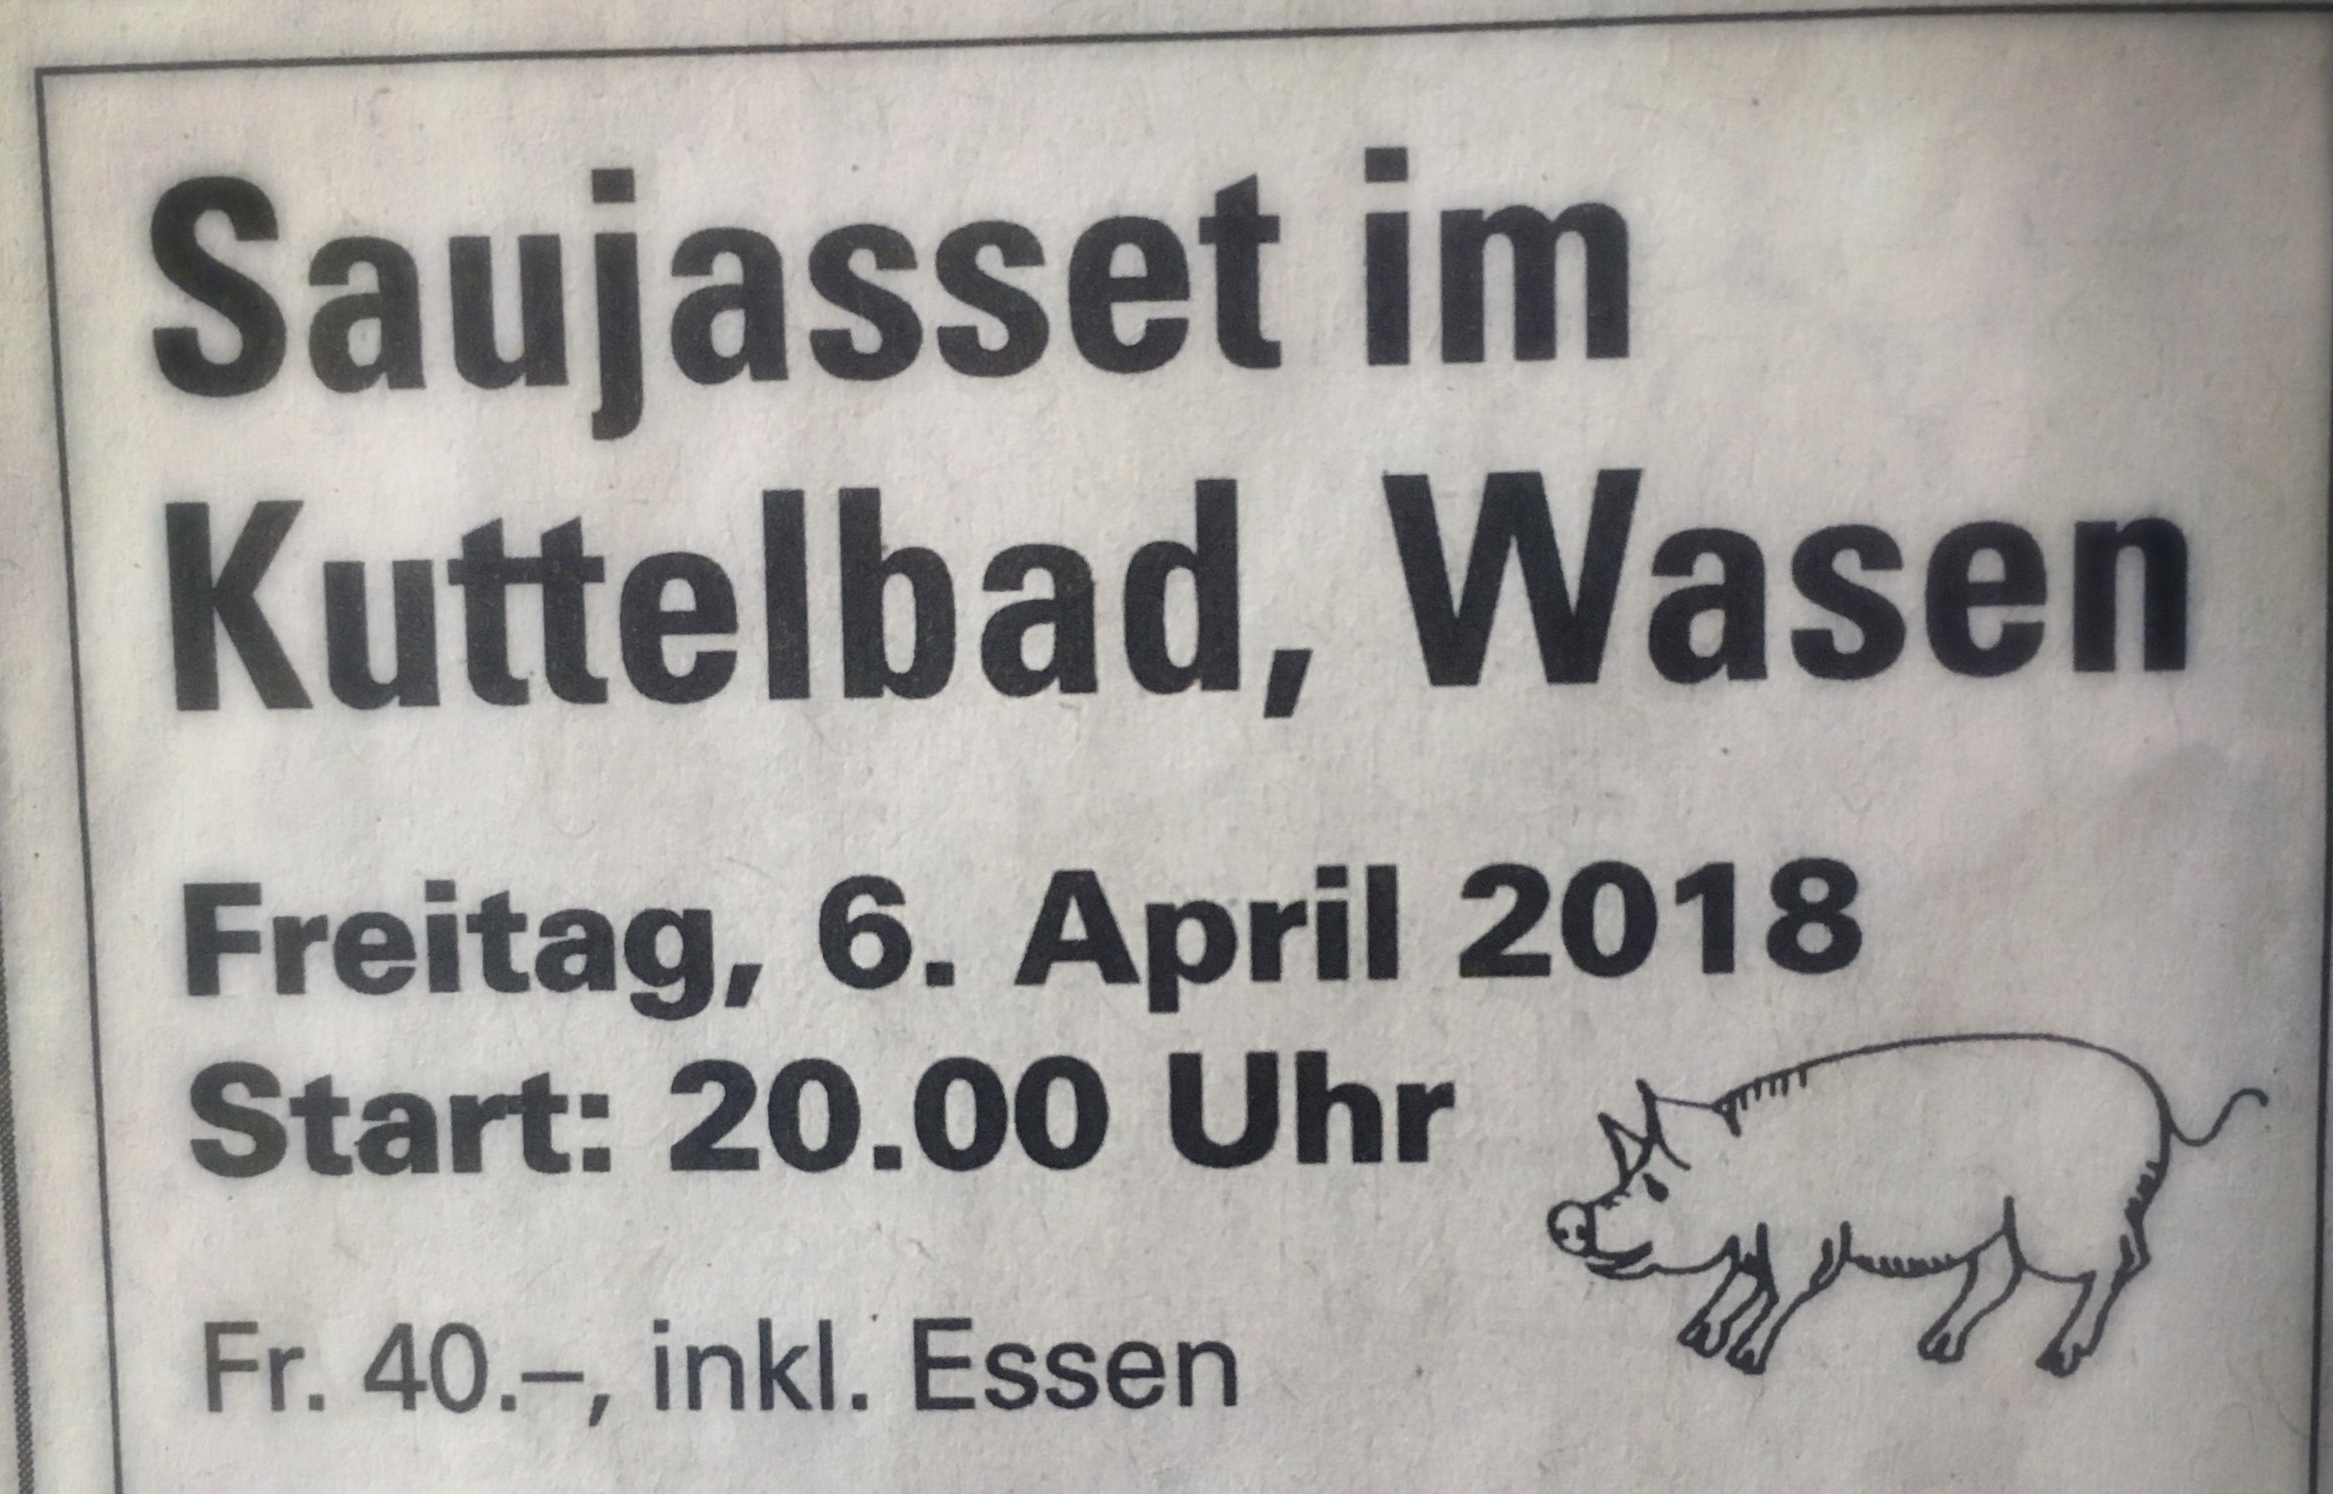 Saujasset im
Kuttelbad, Wasen
Freitag, 6. April 2018
Start: 20.00 Uhr
Fr. 40.–, inkl. Essen